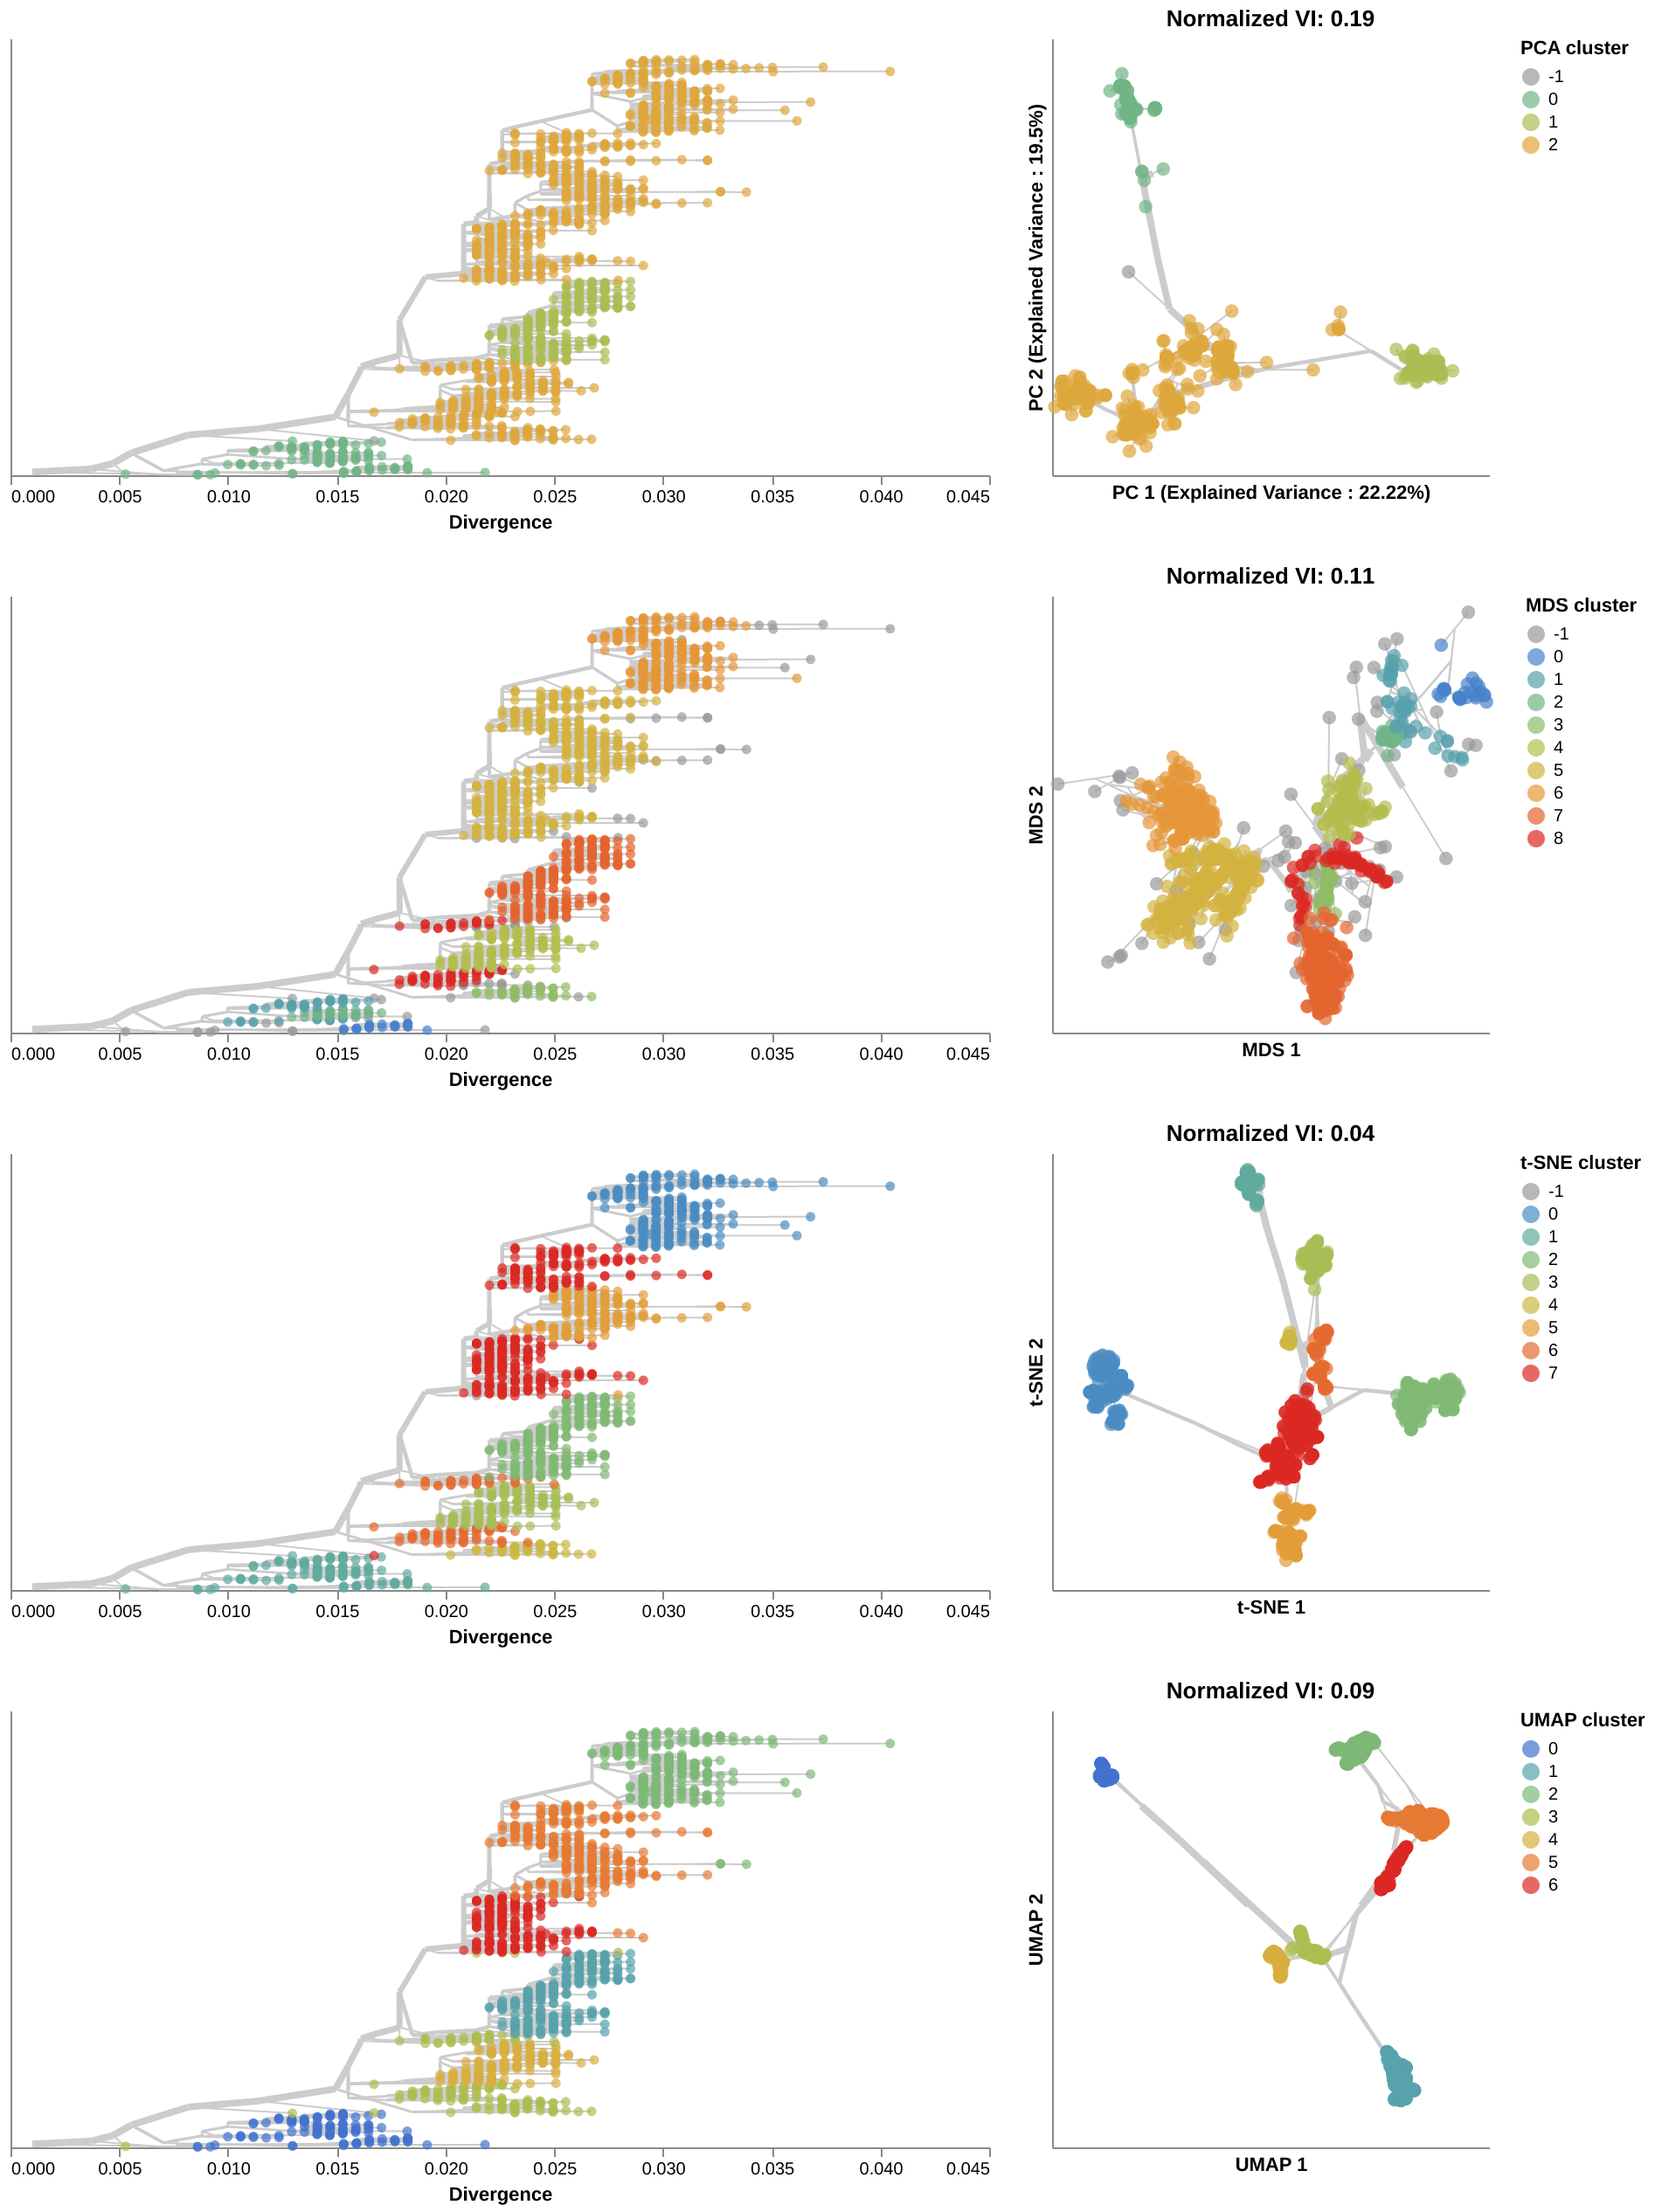 Normalized VI: 0.19
PCA cluster
-1
0
1
2
PC 2 (Explained Variance : 19.5%)
0.000 0.005 0.010 0.015 0.020 0.025 0.030 0.035 0.040 0.045
Divergence
PC 1 (Explained Variance : 22.22%)
Normalized VI: 0.11
MDS cluster
-1
0
1
2
3
4
5
6
7
8
MDS 2
0.000 0.005 0.010 0.015 0.020 0.025 0.030 0.035 0.040 0.045
Divergence
MDS 1
Normalized VI: 0.04
t-SNE cluster
-1
0
1
2
3
4
5
6
7
t-SNE 2
0.000 0.005 0.010 0.015 0.020 0.025 0.030 0.035 0.040 0.045
Divergence
t-SNE 1
Normalized VI: 0.09
UMAP cluster
0
1
2
3
4
5
6
UMAP 2
0.000 0.005 0.010 0.015 0.020 0.025 0.030 0.035 0.040 0.045
Divergence
UMAP 1